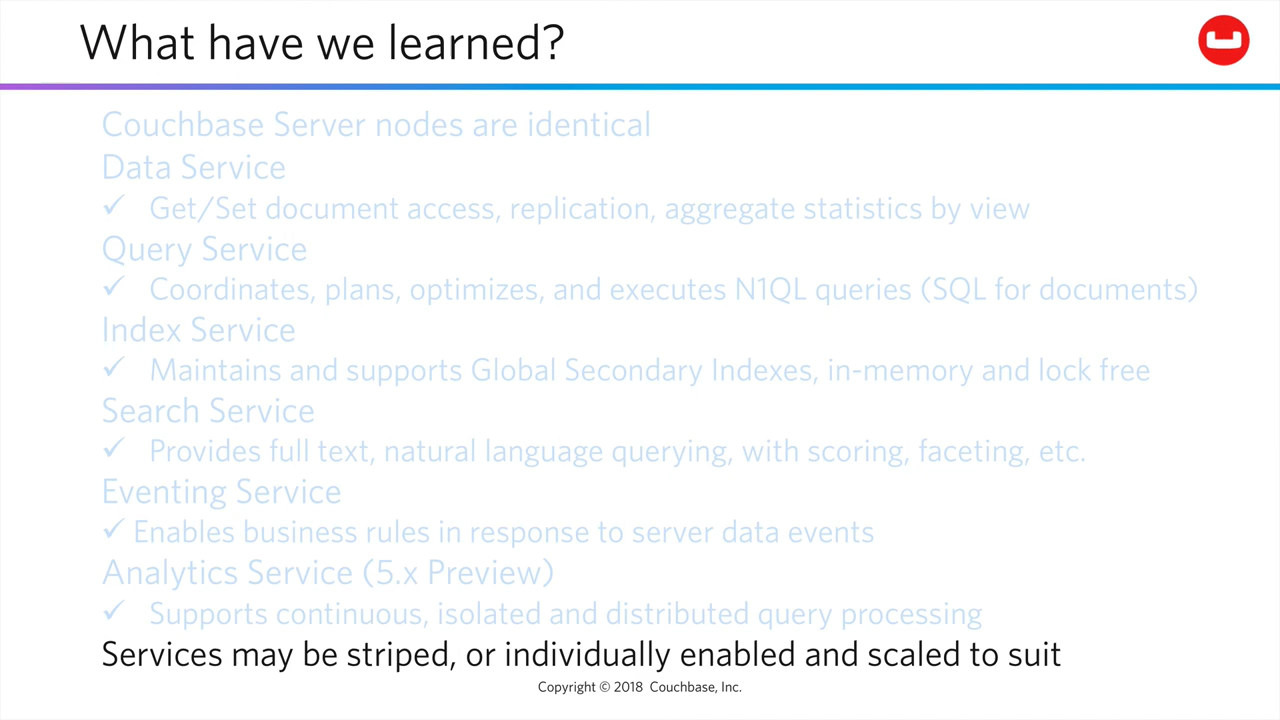 What have we learned?
Couchbase Server nodes are identical
Data Service
✓ Get/Set document access, replication, aggregate statistics by view
Query Service
✓ Coordinates, plans, optimizes, and executes N1QL queries (SQL for documents)
Index Service
✓ Maintains and supports Global Secondary Indexes, in-memory and lock free
Search Service
✓ Provides full text, natural language querying, with scoring, faceting, etc.
Eventing Service
✓ Enables business rules in response to server data events
Analytics Service (5.x Preview)
✓ Supports continuous, isolated and distributed query processing
Services may be striped, or individually enabled and scaled to suit
Copyright © 2018 Couchbase, Inc.